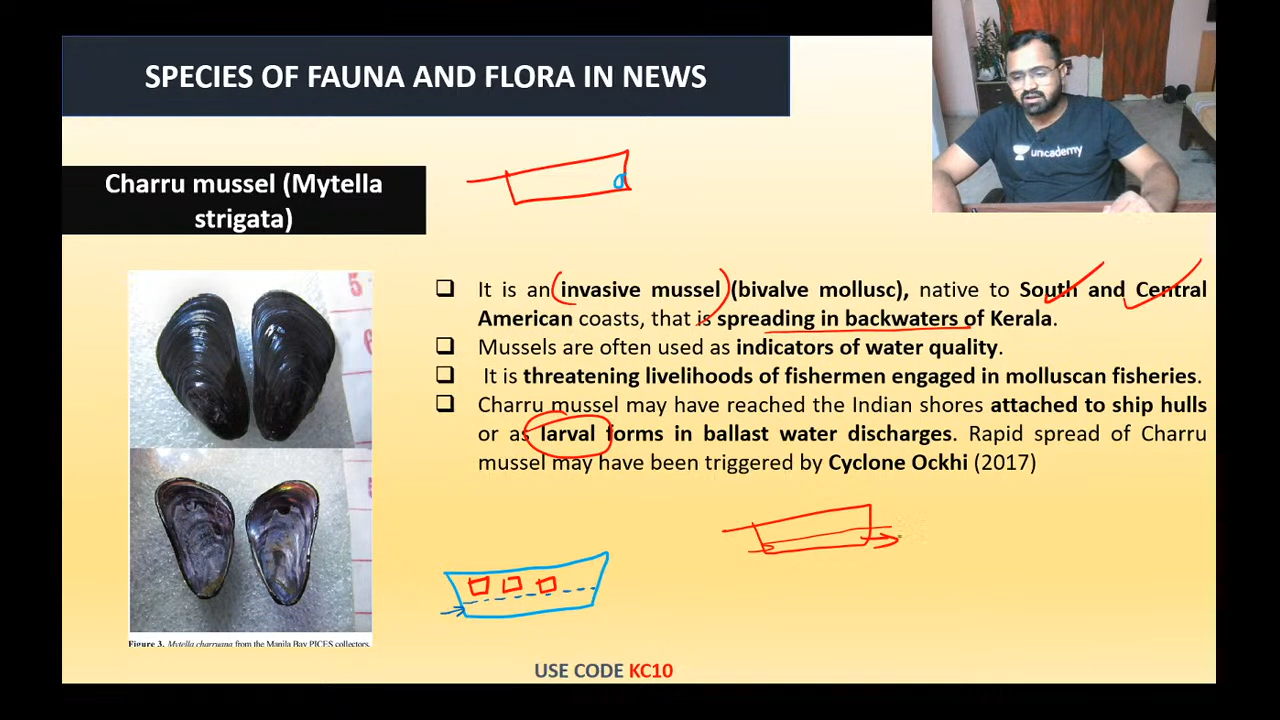 SPECIES OF FAUNA AND FLORA IN NEWS
unacademy
Charru mussel (Mytella
strigata)
❑ It is an invasive mussel (bivalve mollusc), native to South and Central
American coasts, that is spreading in backwaters of Kerala.
❑ Mussels are often used as indicators of water quality.
❑ It is threatening livelihoods of fishermen engaged in molluscan fisheries.
❑ Charru mussel may have reached the Indian shores attached to ship hulls
or as larval forms in ballast water discharges. Rapid spread of Charru
mussel may have been triggered by Cyclone Ockhi (2017)
Figure 3. Mytella charruana from the Manila Bay PICES collectors.
USE CODE KC10